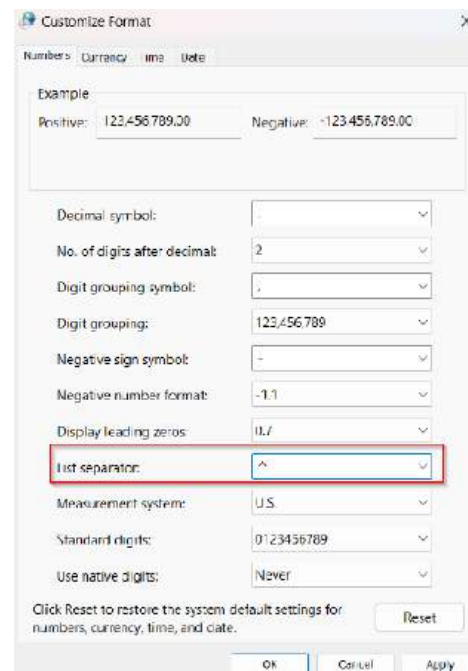 Customize Format
Numbers Currency Time Date
Example
Positive: 123,456,789.00 Negative: -123,456,789.00
Decimal symbol: .
No. of digits after decimal: 2
Digit grouping symbol: ,
Digit grouping: 123,456,789
Negative sign symbol: -
Negative number format: -1.1
Display leading zeros: 0.7
List separator: ^
Measurement system: U.S.
Standard digits: 0123456789
Use native digits: Never
Click Reset to restore the system default settings for
numbers, currency, time, and date.
Reset
OK Cancel Apply